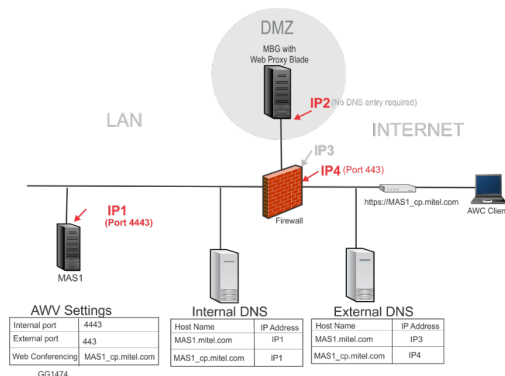 DMZ
MBG with
Web Proxy Blade
IP2 (No DNS entry required)
LAN
INTERNET
IP3
IP4 (Port 443)
IP1
(Port 4443)
Firewall
https://MAS1_cp.mitel.com
AWC Client
MAS1
AWV Settings
Internal port 4443
External port 443
Web Conferencing MAS1_cp.mitel.com
Internal DNS
Host Name IP Address
MAS1.mitel.com IP1
MAS1_cp.mitel.com IP1
External DNS
Host Name IP Address
MAS1.mitel.com IP3
MAS1_cp.mitel.com IP4
GG1474